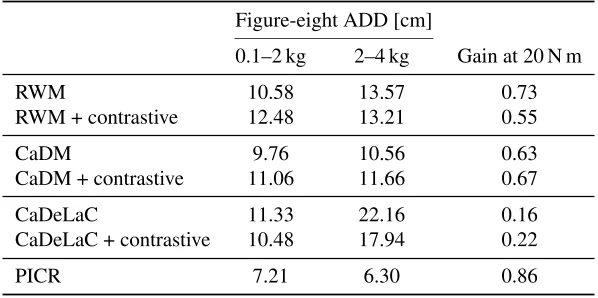 Figure-eight ADD [cm]
0.1–2 kg 2–4 kg Gain at 20 N m
RWM 10.58 13.57 0.73
RWM + contrastive 12.48 13.21 0.55
CaDM 9.76 10.56 0.63
CaDM + contrastive 11.06 11.66 0.67
CaDeLaC 11.33 22.16 0.16
CaDeLaC + contrastive 10.48 17.94 0.22
PICR 7.21 6.30 0.86